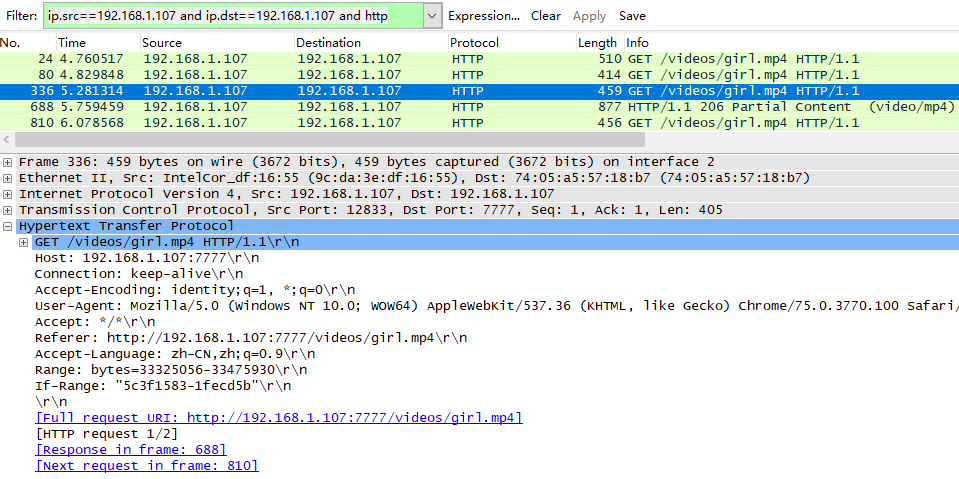 Filter: ip.src==192.168.1.107 and ip.dst==192.168.1.107 and http Expression... Clear Apply Save
No. Time Source Destination Protocol Length Info
24 4.760517 192.168.1.107 192.168.1.107 HTTP 510 GET /videos/girl.mp4 HTTP/1.1
80 4.829848 192.168.1.107 192.168.1.107 HTTP 414 GET /videos/girl.mp4 HTTP/1.1
336 5.281314 192.168.1.107 192.168.1.107 HTTP 459 GET /videos/girl.mp4 HTTP/1.1
688 5.759459 192.168.1.107 192.168.1.107 HTTP 877 HTTP/1.1 206 Partial Content (video/mp4)
810 6.078568 192.168.1.107 192.168.1.107 HTTP 456 GET /videos/girl.mp4 HTTP/1.1
Frame 336: 459 bytes on wire (3672 bits), 459 bytes captured (3672 bits) on interface 2
Ethernet II, Src: IntelCor_df:16:55 (9c:da:3e:df:16:55), Dst: 74:05:a5:57:18:b7 (74:05:a5:57:18:b7)
Internet Protocol Version 4, Src: 192.168.1.107, Dst: 192.168.1.107
Transmission Control Protocol, Src Port: 12833, Dst Port: 7777, Seq: 1, Ack: 1, Len: 405
Hypertext Transfer Protocol
GET /videos/girl.mp4 HTTP/1.1\r\n
Host: 192.168.1.107:7777\r\n
Connection: keep-alive\r\n
Accept-Encoding: identity;q=1, *;q=0\r\n
User-Agent: Mozilla/5.0 (Windows NT 10.0; WOW64) AppleWebKit/537.36 (KHTML, like Gecko) Chrome/75.0.3770.100 Safari/
Accept: */*\r\n
Referer: http://192.168.1.107:7777/videos/girl.mp4\r\n
Accept-Language: zh-CN,zh;q=0.9\r\n
Range: bytes=33325056-33475930\r\n
If-Range: "5c3f1583-1fecd5b"\r\n
\r\n
[Full request URI: http://192.168.1.107:7777/videos/girl.mp4]
[HTTP request 1/2]
[Response in frame: 688]
[Next request in frame: 810]